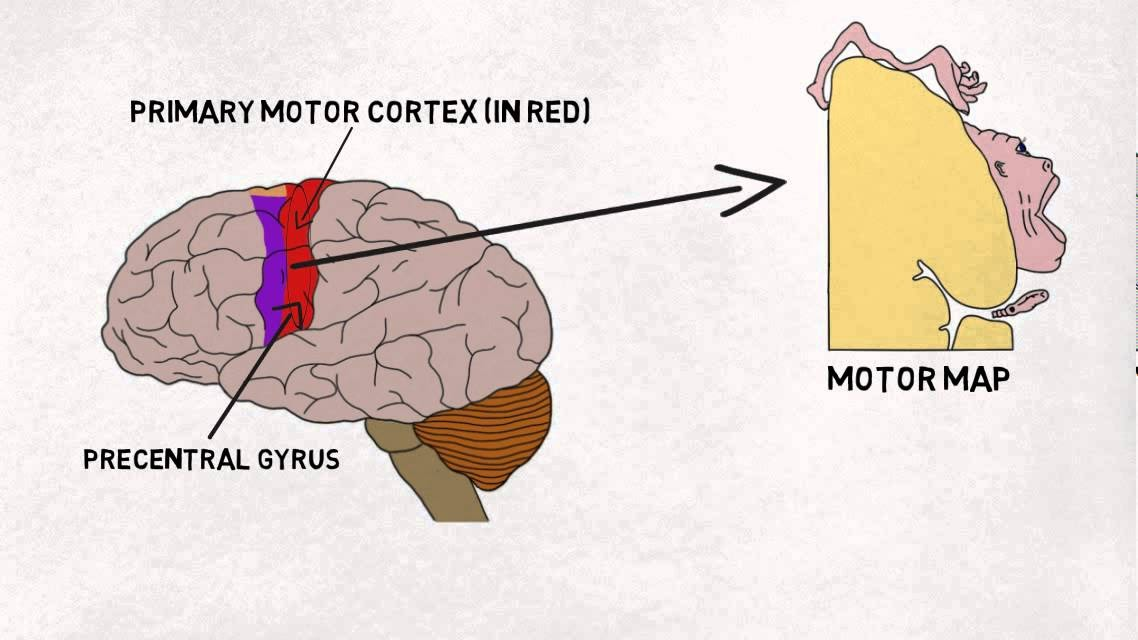 PRIMARY MOTOR CORTEX (IN RED)
MOTOR MAP
PRECENTRAL GYRUS